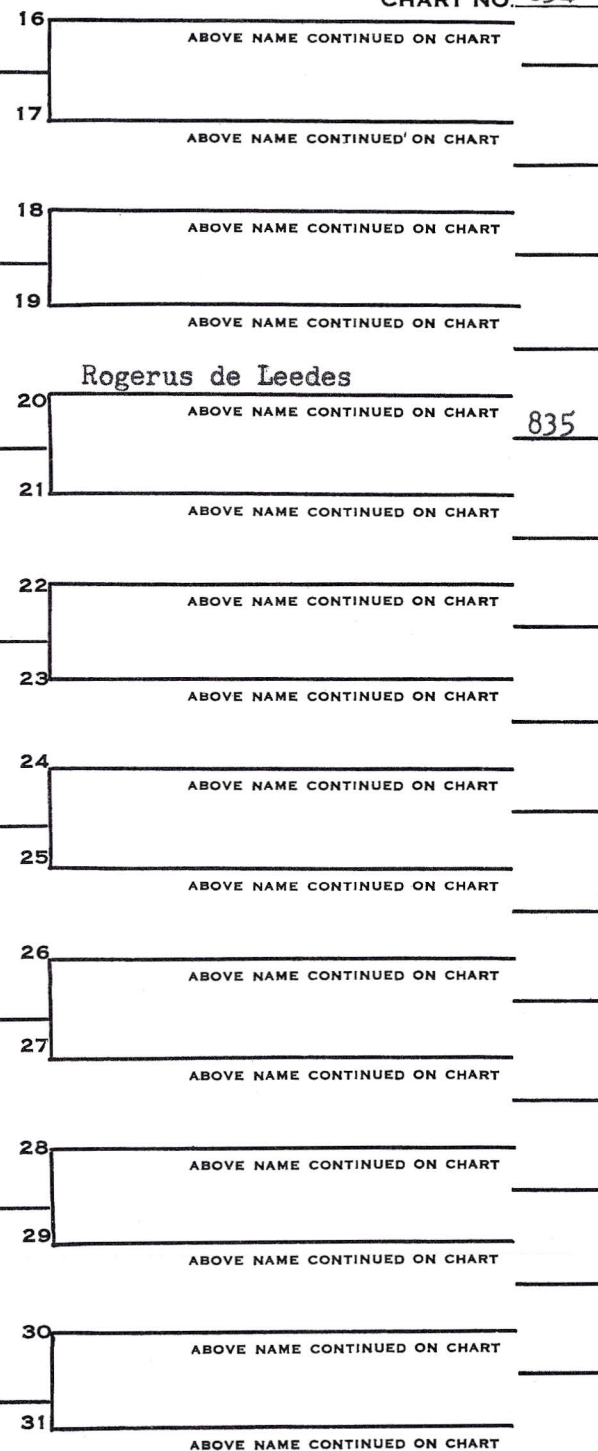 CHART NO.
16
ABOVE NAME CONTINUED ON CHART
17
ABOVE NAME CONTINUED ON CHART
18
ABOVE NAME CONTINUED ON CHART
19
ABOVE NAME CONTINUED ON CHART
Rogerus de Leedes
20
ABOVE NAME CONTINUED ON CHART 835
21
ABOVE NAME CONTINUED ON CHART
22
ABOVE NAME CONTINUED ON CHART
23
ABOVE NAME CONTINUED ON CHART
24
ABOVE NAME CONTINUED ON CHART
25
ABOVE NAME CONTINUED ON CHART
26
ABOVE NAME CONTINUED ON CHART
27
ABOVE NAME CONTINUED ON CHART
28
ABOVE NAME CONTINUED ON CHART
29
ABOVE NAME CONTINUED ON CHART
30
ABOVE NAME CONTINUED ON CHART
31
ABOVE NAME CONTINUED ON CHART